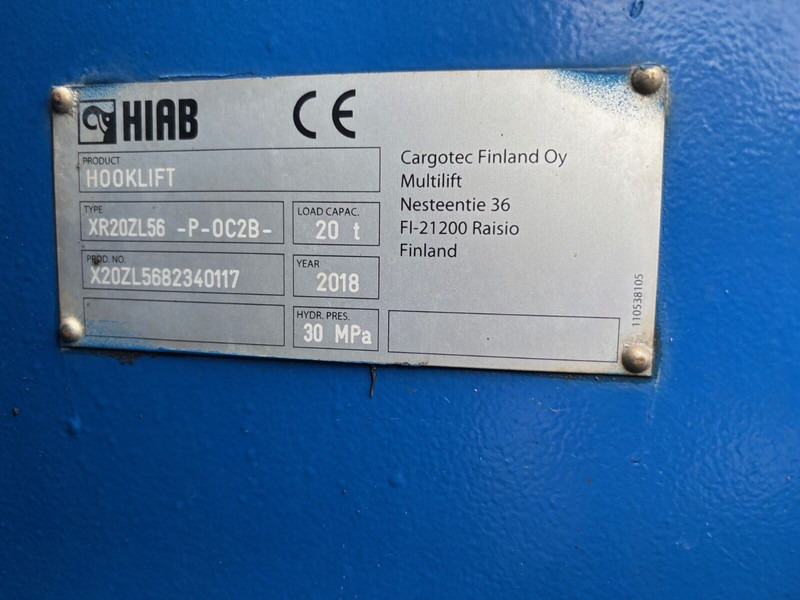 HIAB CE
PRODUCT
HOOKLIFT
TYPE
XR20ZL56 -P-OC2B-
LOAD CAPAC.
20 t
PROD. NO.
X20ZL5682340117
YEAR
2018
HYDR. PRES.
30 MPa
Cargotec Finland Oy
Multilift
Nesteentie 36
FI-21200 Raisio
Finland
110538105